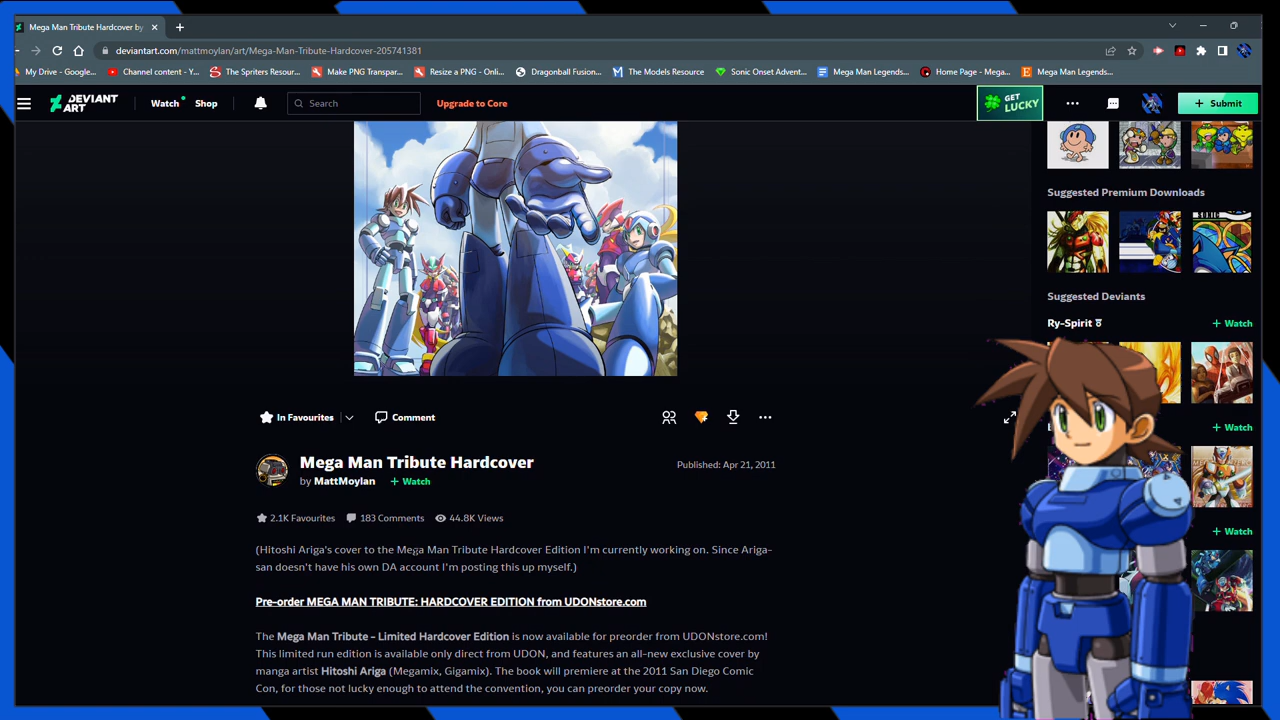 Mega Man Tribute Hardcover by
deviantart.com/mattmoylan/art/Mega-Man-Tribute-Hardcover-205741381
My Drive - Google... Channel content - Y... The Spriters Resour... Make PNG Transpar... Resize a PNG - Onli... Dragonball Fusion... The Models Resource Sonic Onset Advent... Mega Man Legends... Home Page - Mega... Mega Man Legends...
DEVIANT ART Watch Shop Search Upgrade to Core GET LUCKY + Submit
Suggested Premium Downloads
SONIC
Suggested Deviants
Ry-Spirit + Watch
+ Watch
+ Watch
In Favourites Comment
Mega Man Tribute Hardcover
Published: Apr 21, 2011
by MattMoylan + Watch
2.1K Favourites 183 Comments 44.8K Views
(Hitoshi Ariga's cover to the Mega Man Tribute Hardcover Edition I'm currently working on. Since Ariga-
san doesn't have his own DA account I'm posting this up myself.)
Pre-order MEGA MAN TRIBUTE: HARDCOVER EDITION from UDONstore.com
The Mega Man Tribute - Limited Hardcover Edition is now available for preorder from UDONstore.com!
This limited run edition is available only direct from UDON, and features an all-new exclusive cover by
manga artist Hitoshi Ariga (Megamix, Gigamix). The book will premiere at the 2011 San Diego Comic
Con, for those not lucky enough to attend the convention, you can preorder your copy now.